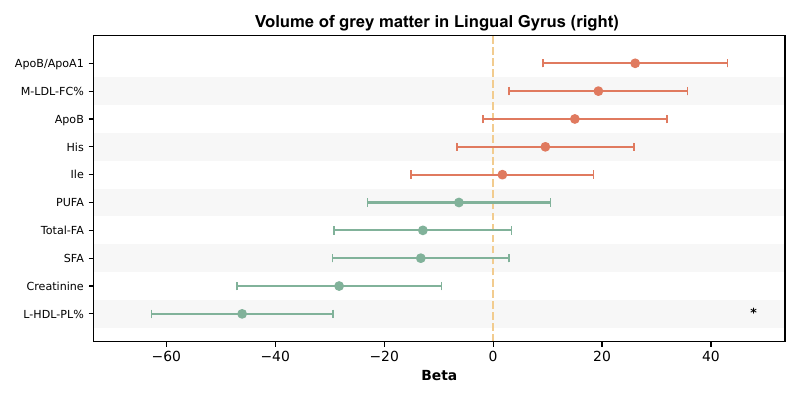 Volume of grey matter in Lingual Gyrus (right)
ApoB/ApoA1
M-LDL-FC%
ApoB
His
Ile
PUFA
Total-FA
SFA
Creatinine
L-HDL-PL%
*
−60 −40 −20 0 20 40
Beta